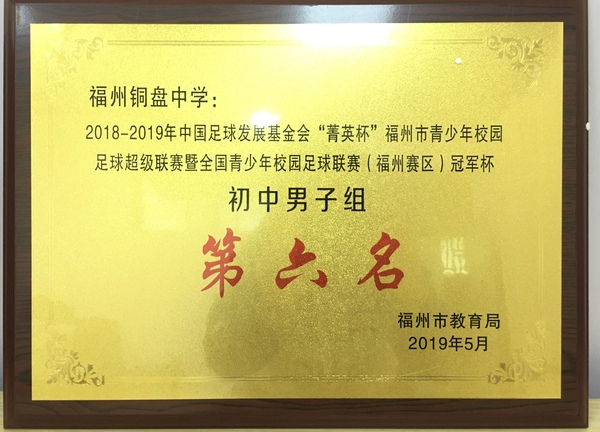 福州铜盘中学：
2018-2019年中国足球发展基金会“菁英杯”福州市青少年校园
足球超级联赛暨全国青少年校园足球联赛（福州赛区）冠军杯
初中男子组
第六名
福州市教育局
2019年5月